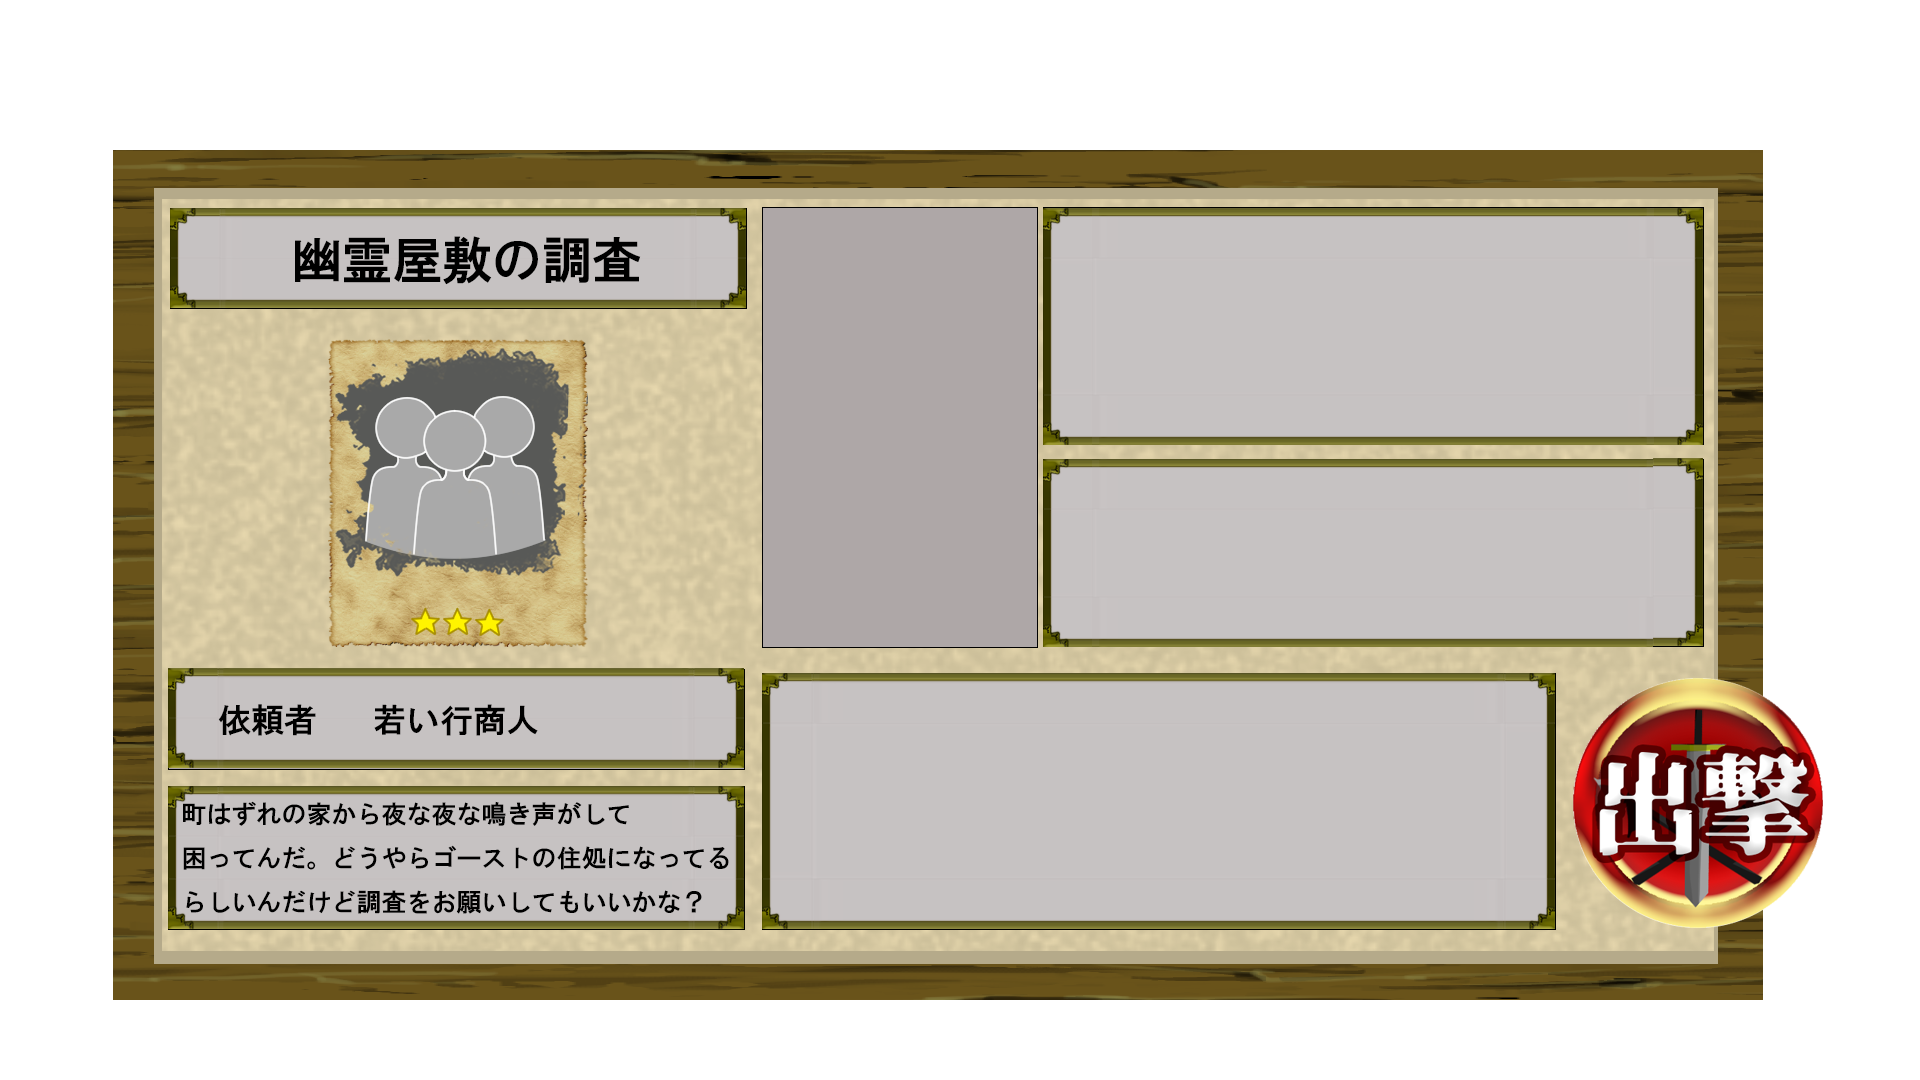 幽霊屋敷の調査
依頼者　若い行商人
町はずれの家から夜な夜な鳴き声がして
困ってんだ。どうやらゴーストの住処になってる
らしいんだけど調査をお願いしてもいいかな？
出撃